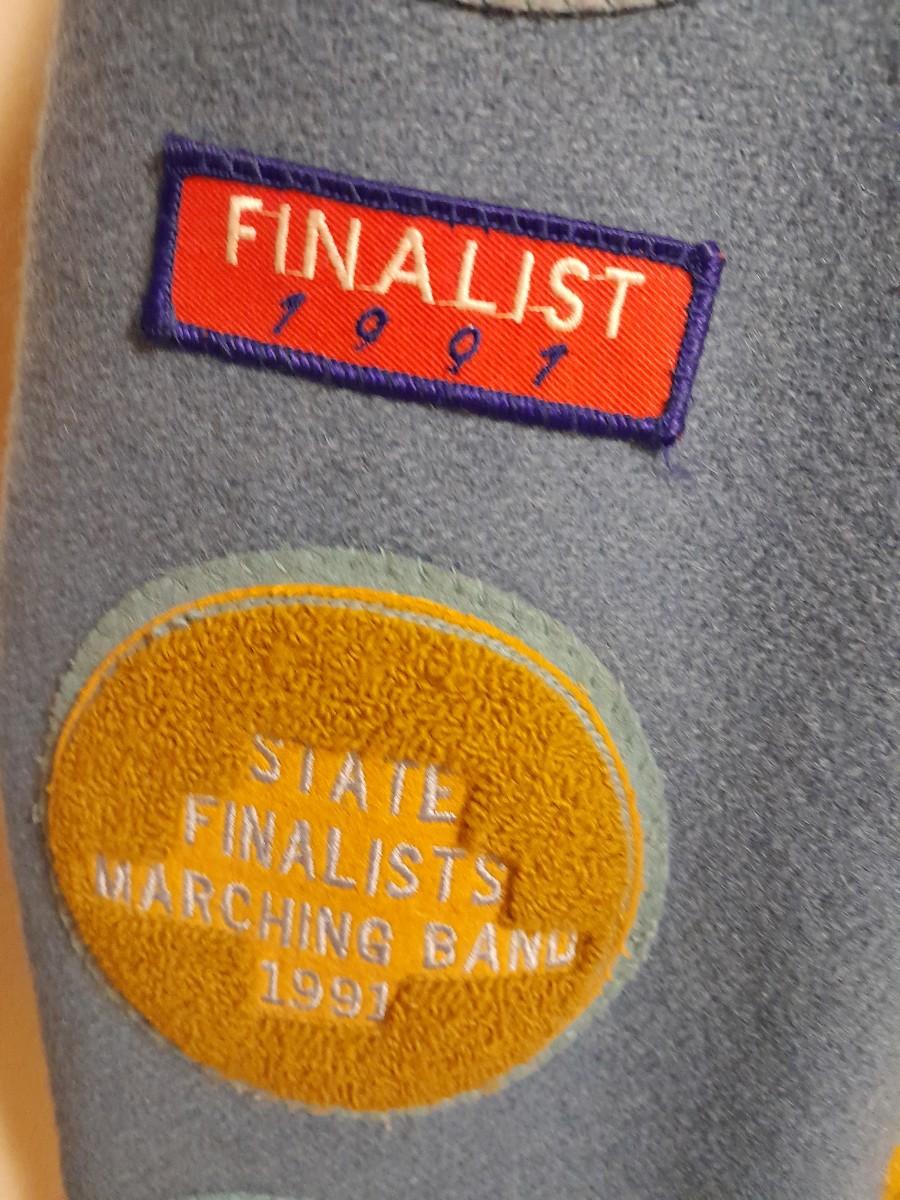 FINALIST
1991
STATE
FINALISTS
MARCHING BAND
1991